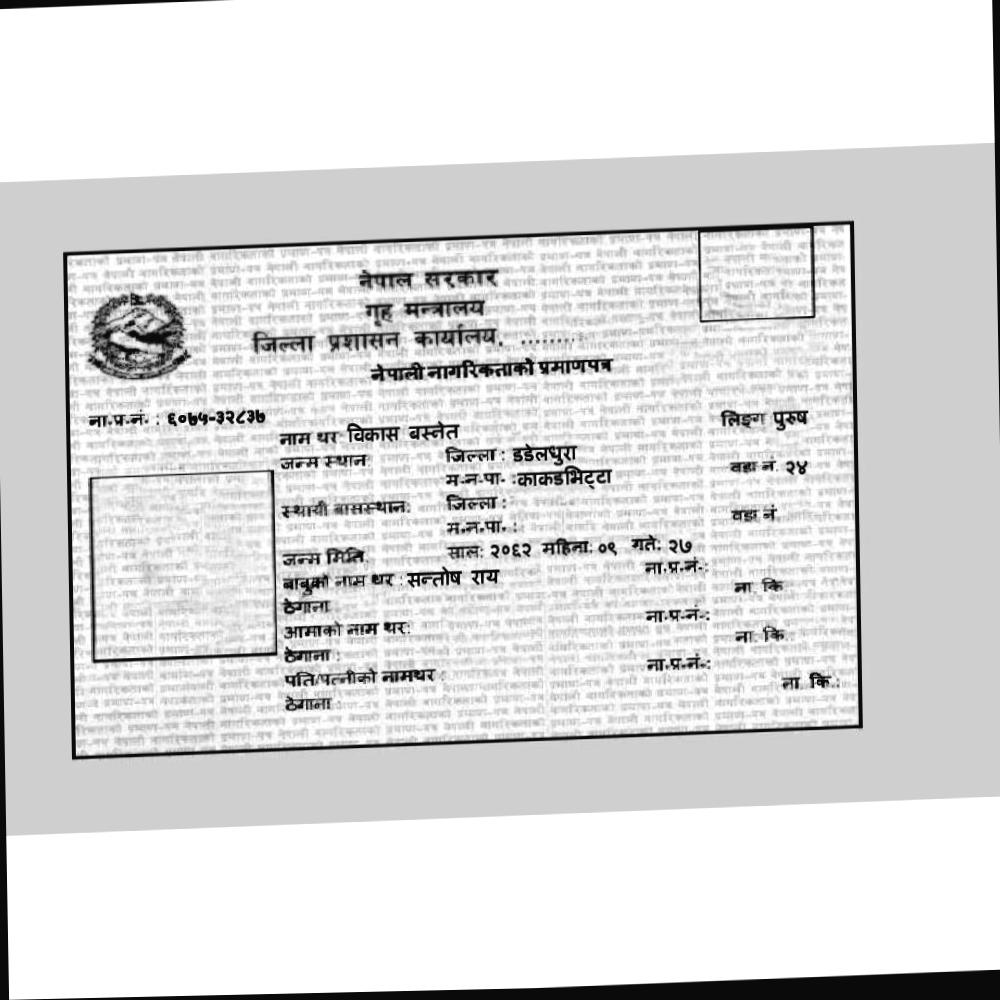 नेपाल सरकार
गृह मन्त्रालय
जिल्ला प्रशासन कार्यालय, ........
नेपाली नागरिकताको प्रमाणपत्र
ना.प्र.नं. : ६०७५-३२८३७
नाम थर विकास बस्नेत लिङ्ग पुरुष
जन्म स्थान: जिल्ला : डडेलधुरा
म.न.पा. :काकडभिट्टा वडा नं. २४
स्थायी बासस्थान: जिल्ला :
म.न.पा. : वडा नं.
जन्म मिति: साल: २०६२ महिना: ०९ गते: २७
बाबुको नाम थर : सन्तोष राय ना.प्र.नं.:
ठेगाना ना. कि
आमाको नाम थर: ना.प्र.नं.:
ठेगाना : ना. कि.:
पति/पत्नीको नामथर : ना.प्र.नं.:
ठेगाना : ना. कि.: